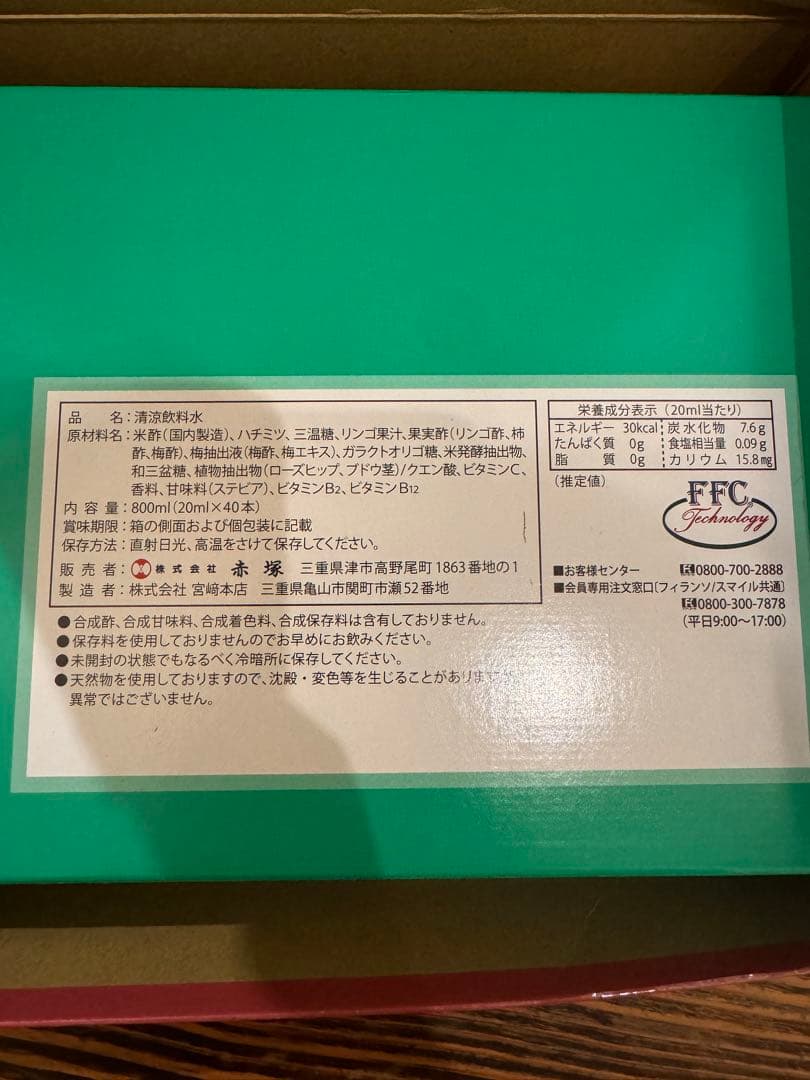 品　　名：清涼飲料水
原材料名：米酢（国内製造）、ハチミツ、三温糖、リンゴ果汁、果実酢（リンゴ酢、柿
酢、梅酢）、梅抽出液（梅酢、梅エキス）、ガラクトオリゴ糖、米発酵抽出物、
和三盆糖、植物抽出物（ローズヒップ、ブドウ茎）/クエン酸、ビタミンC、
香料、甘味料（ステビア）、ビタミンB2、ビタミンB12
内 容 量：800ml（20ml×40本）
賞味期限：箱の側面および個包装に記載
保存方法：直射日光、高温をさけて保存してください。
販 売 者：株式会社 赤塚　三重県津市高野尾町1863番地の1
製 造 者：株式会社 宮﨑本店　三重県亀山市関町市瀬52番地
●合成酢、合成甘味料、合成着色料、合成保存料は含有しておりません。
●保存料を使用しておりませんのでお早めにお飲みください。
●未開封の状態でもなるべく冷暗所に保存してください。
●天然物を使用しておりますので、沈殿・変色等を生じることがありますが
異常ではございません。
栄養成分表示（20ml当たり）
エネルギー 30kcal 炭水化物 7.6g
たんぱく質 0g 食塩相当量 0.09g
脂　　質 0g カリウム 15.8mg
（推定値）
FFC
Technology
■お客様センター 0800-700-2888
■会員専用注文窓口〔フィランソ/スマイル共通〕
0800-300-7878
（平日9:00〜17:00）